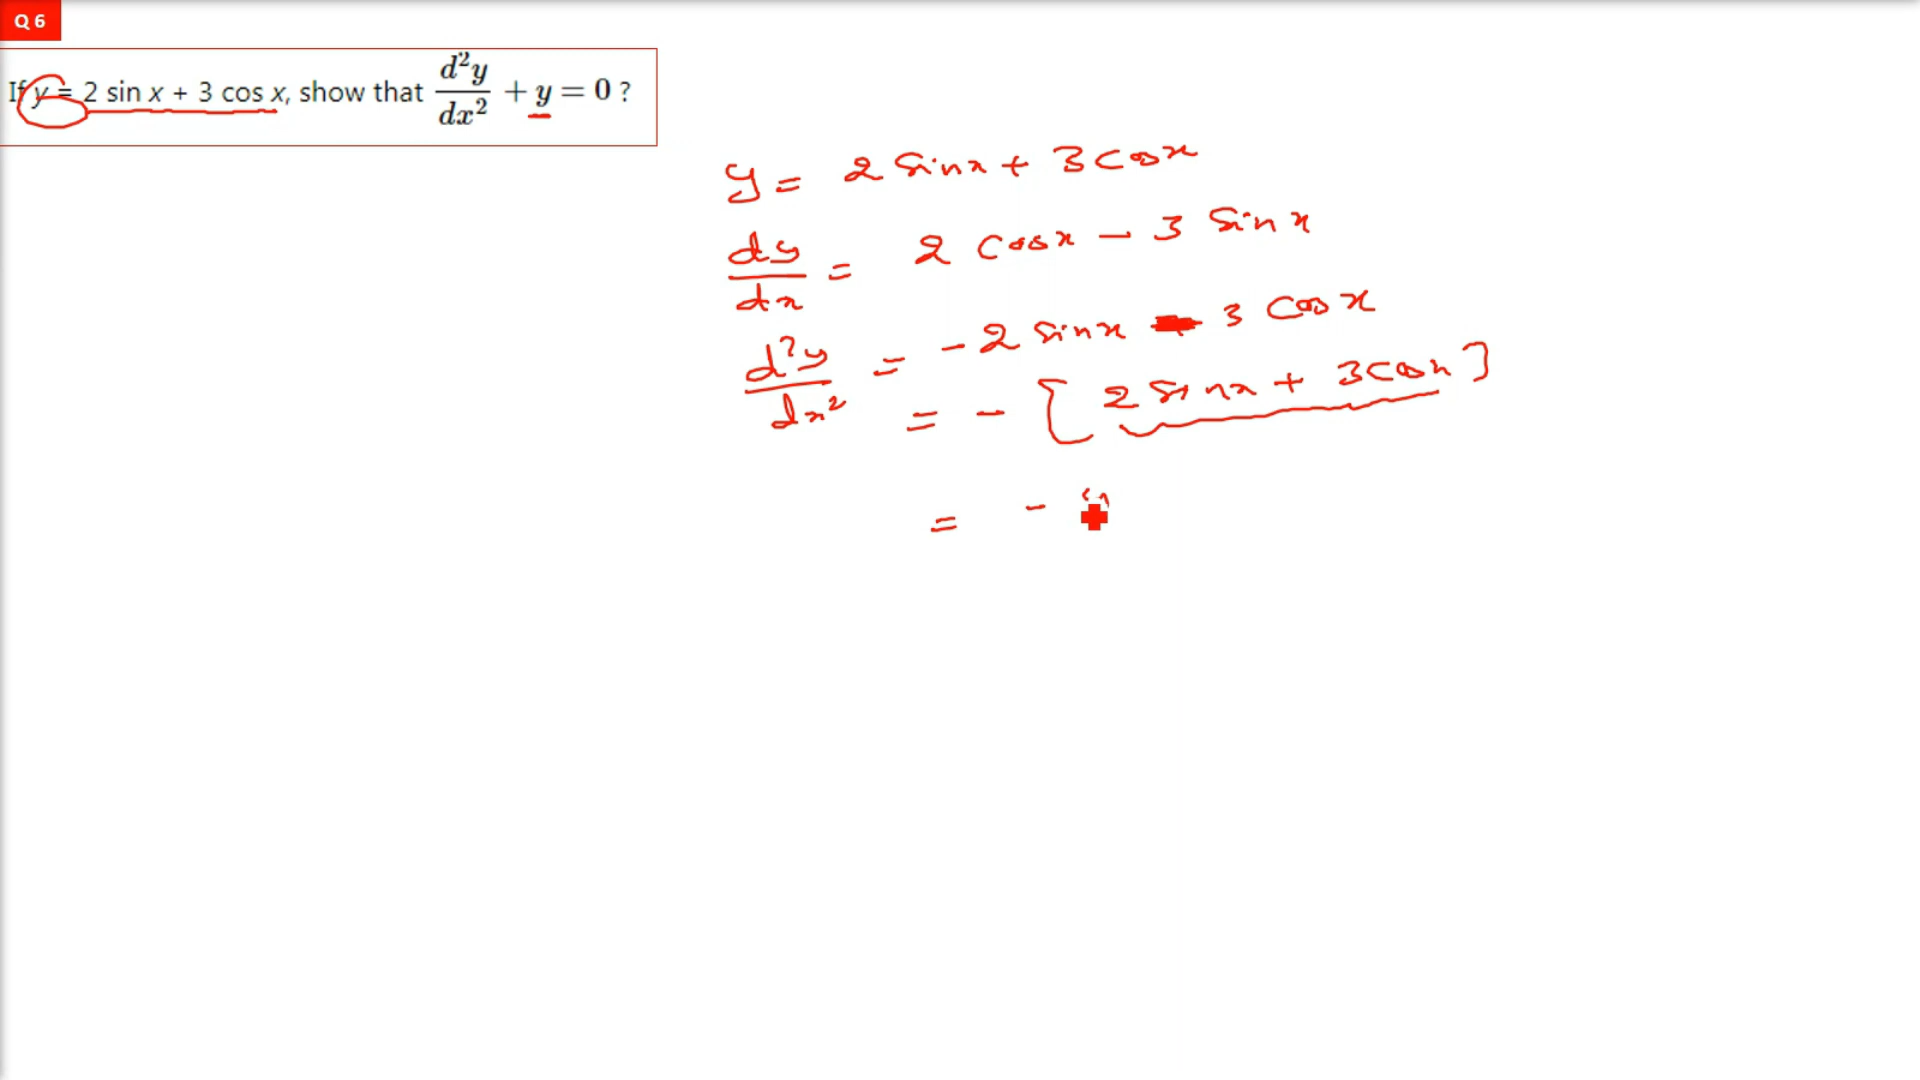 Q 6
If y = 2 sin x + 3 cos x, show that d²y/dx² + y = 0 ?
y = 2 sinx + 3 cosx
dy/dx = 2 cosx - 3 sinx
d²y/dx² = - 2 sinx - 3 cosx
= - [2 sinx + 3 cosx]
= -